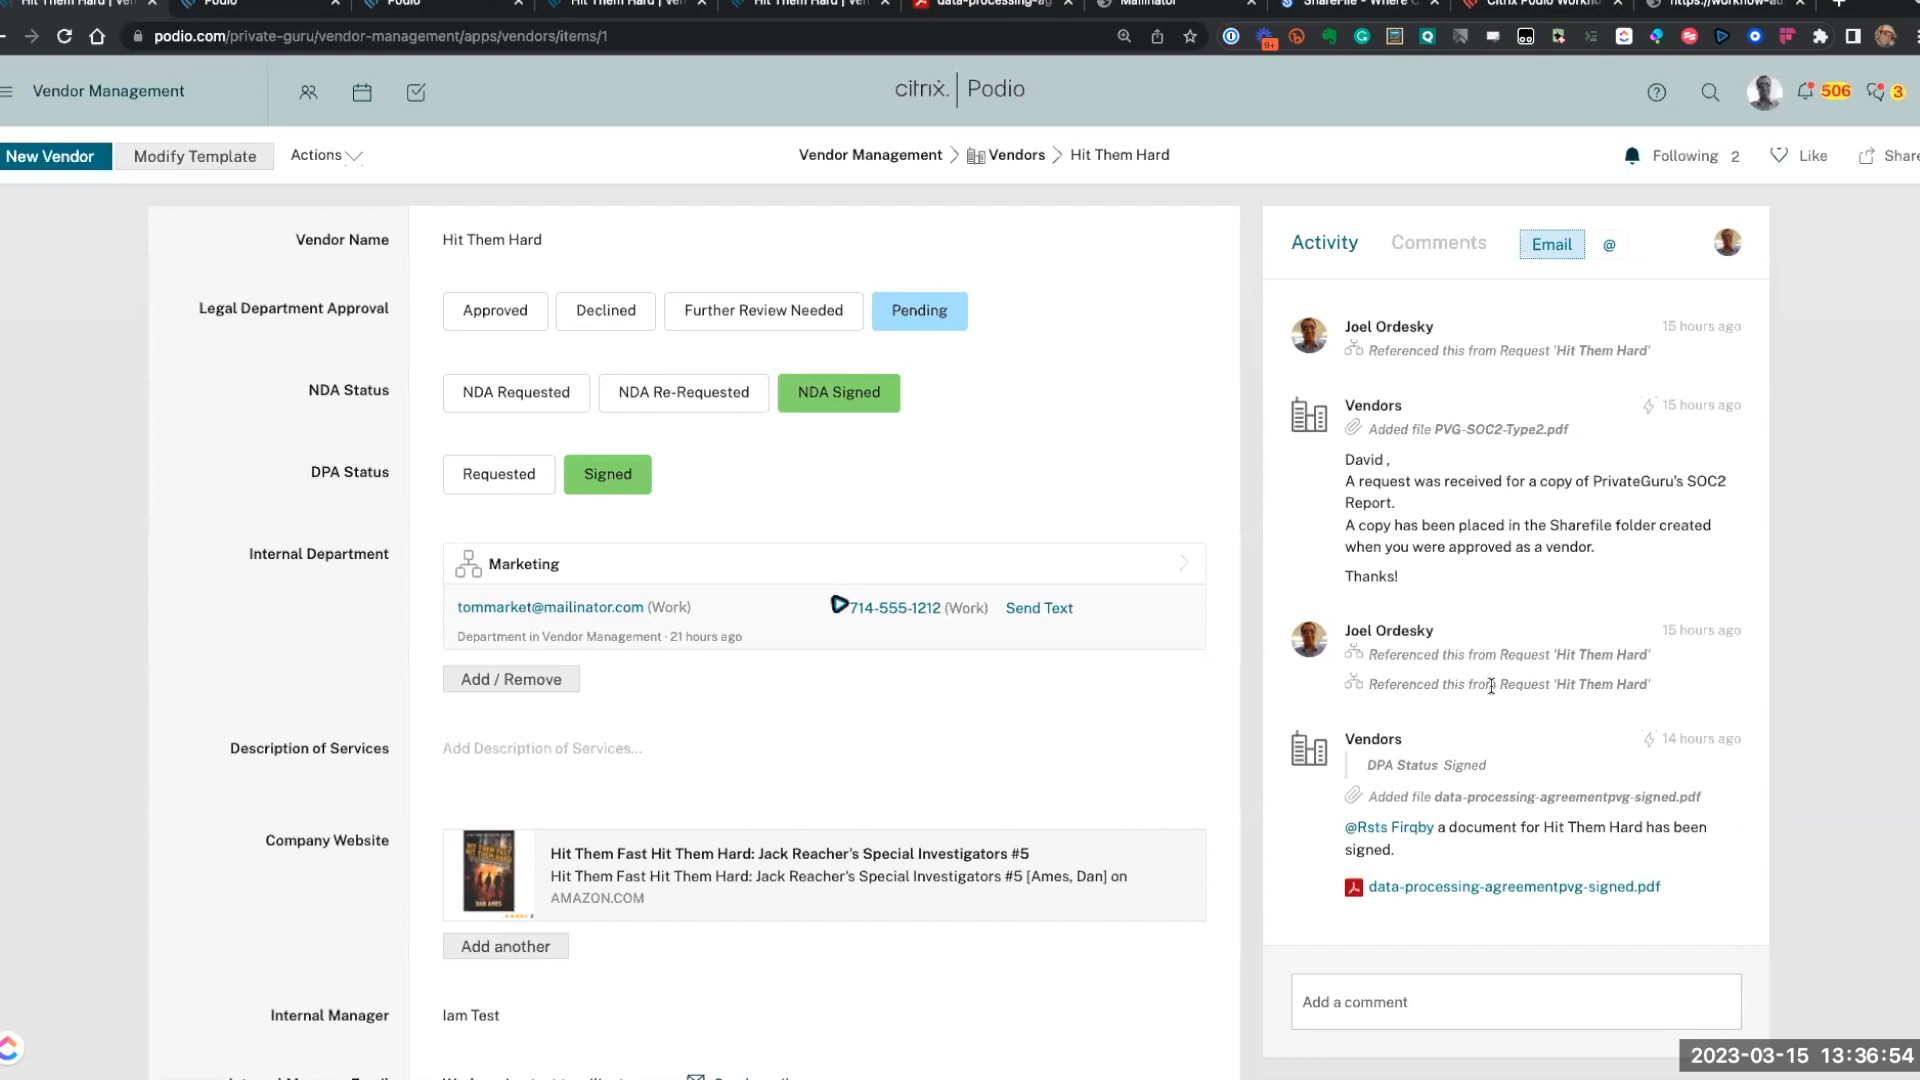 Hit Them Hard | Ven
Podio
Podio
Hit Them Hard | Ven
Hit Them Hard | Ven
data-processing-ag
Mailinator
ShareFile - Where
Citrix Podio Workflo
podio.com/private-guru/vendor-management/apps/vendors/items/1
9+
Vendor Management
citrix. | Podio
506
3
New Vendor
Modify Template
Actions
Vendor Management
Vendors
Hit Them Hard
Following 2
Like
Share
Vendor Name
Hit Them Hard
Legal Department Approval
Approved
Declined
Further Review Needed
Pending
NDA Status
NDA Requested
NDA Re-Requested
NDA Signed
DPA Status
Requested
Signed
Internal Department
Marketing
tommarket@mailinator.com (Work)
714-555-1212 (Work)
Send Text
Department in Vendor Management · 21 hours ago
Add / Remove
Description of Services
Add Description of Services...
Company Website
Hit Them Fast Hit Them Hard: Jack Reacher's Special Investigators #5
Hit Them Fast Hit Them Hard: Jack Reacher's Special Investigators #5 [Ames, Dan] on
AMAZON.COM
Add another
Internal Manager
Iam Test
Activity
Comments
Email
@
Joel Ordesky
15 hours ago
Referenced this from Request 'Hit Them Hard'
Vendors
15 hours ago
Added file PVG-SOC2-Type2.pdf
David ,
A request was received for a copy of PrivateGuru's SOC2
Report.
A copy has been placed in the Sharefile folder created
when you were approved as a vendor.
Thanks!
Joel Ordesky
15 hours ago
Referenced this from Request 'Hit Them Hard'
Referenced this from Request 'Hit Them Hard'
Vendors
14 hours ago
DPA Status Signed
Added file data-processing-agreementpvg-signed.pdf
@Rsts Firqby a document for Hit Them Hard has been
signed.
data-processing-agreementpvg-signed.pdf
Add a comment
2023-03-15 13:36:54